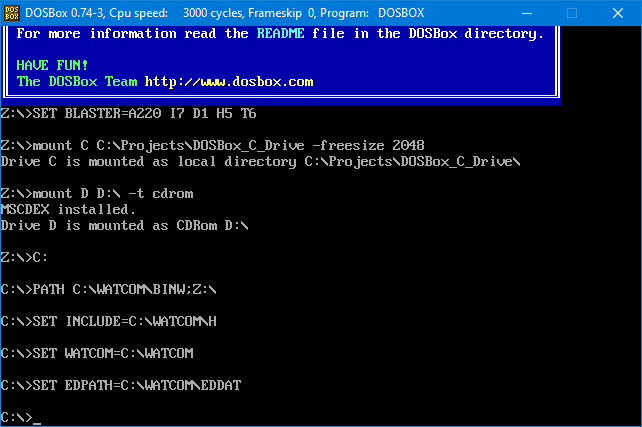 DOSBox 0.74-3, Cpu speed:    3000 cycles, Frameskip  0, Program:   DOSBOX
For more information read the README file in the DOSBox directory.
HAVE FUN!
The DOSBox Team http://www.dosbox.com
Z:\>SET BLASTER=A220 I7 D1 H5 T6
Z:\>mount C C:\Projects\DOSBox_C_Drive -freesize 2048
Drive C is mounted as local directory C:\Projects\DOSBox_C_Drive\
Z:\>mount D D:\ -t cdrom
MSCDEX installed.
Drive D is mounted as CDRom D:\
Z:\>C:
C:\>PATH C:\WATCOM\BINW;Z:\
C:\>SET INCLUDE=C:\WATCOM\H
C:\>SET WATCOM=C:\WATCOM
C:\>SET EDPATH=C:\WATCOM\EDDAT
C:\>_